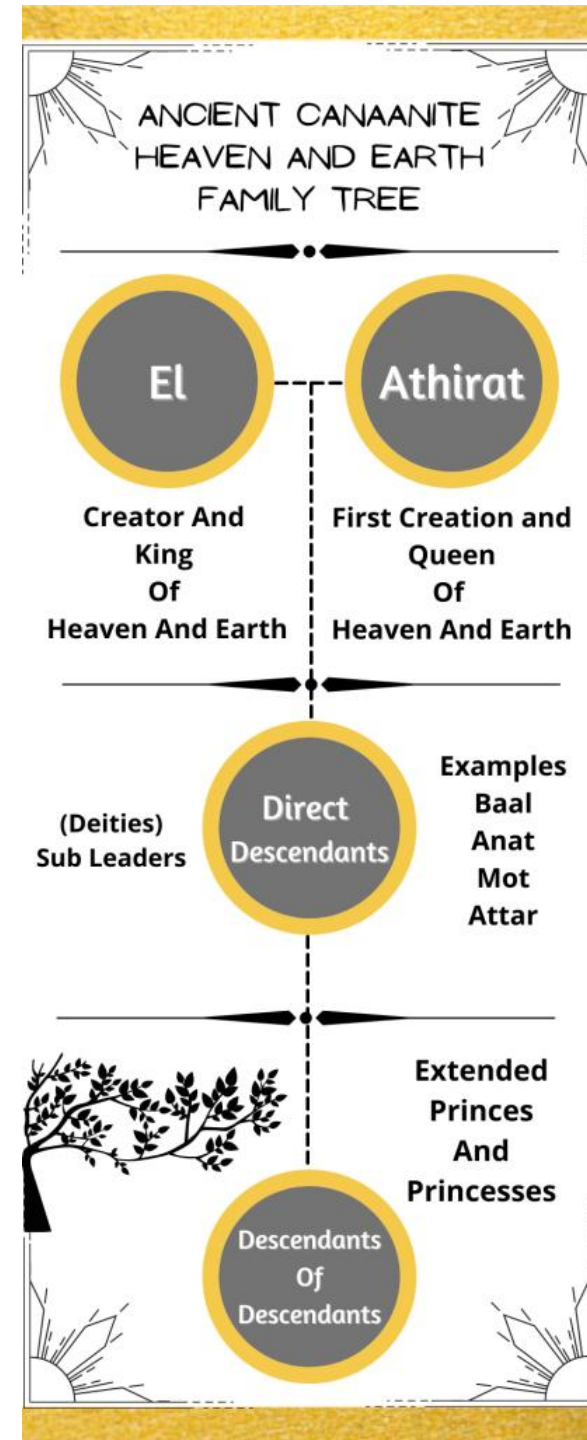 ANCIENT CANAANITE
HEAVEN AND EARTH
FAMILY TREE
El
Athirat
Creator And
King
Of
Heaven And Earth
First Creation and
Queen
Of
Heaven And Earth
(Deities)
Sub Leaders
Direct
Descendants
Examples
Baal
Anat
Mot
Attar
Extended
Princes
And
Princesses
Descendants
Of
Descendants